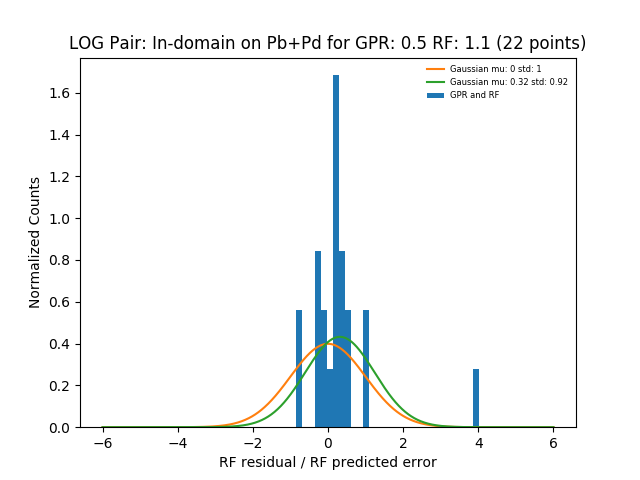 LOG Pair: In-domain on Pb+Pd for GPR: 0.5 RF: 1.1 (22 points)
Gaussian mu: 0 std: 1
Gaussian mu: 0.32 std: 0.92
GPR and RF
Normalized Counts
1.6
1.4
1.2
1.0
0.8
0.6
0.4
0.2
0.0
−6 −4 −2 0 2 4 6
RF residual / RF predicted error